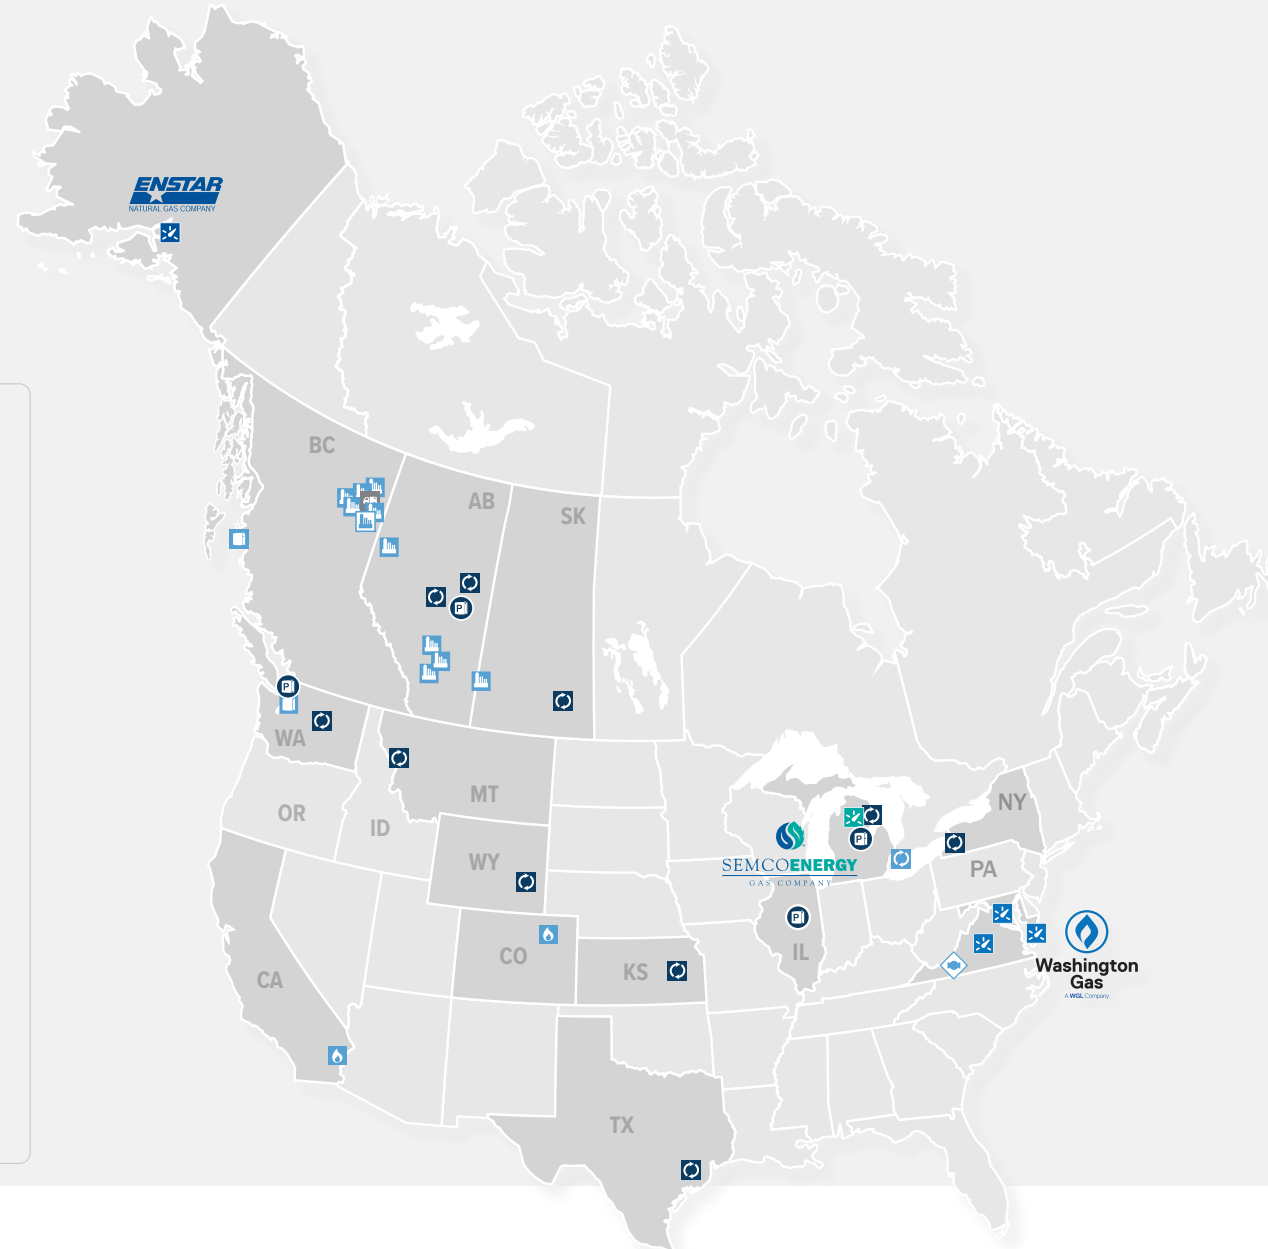 ENSTAR
NATURAL GAS COMPANY
BC
AB
SK
P
P
WA
MT
OR
ID
NY
WY
P
SEMCOENERGY
GAS COMPANY
PA
P
CO
IL
KS
CA
Washington
Gas
A WGL Company
TX